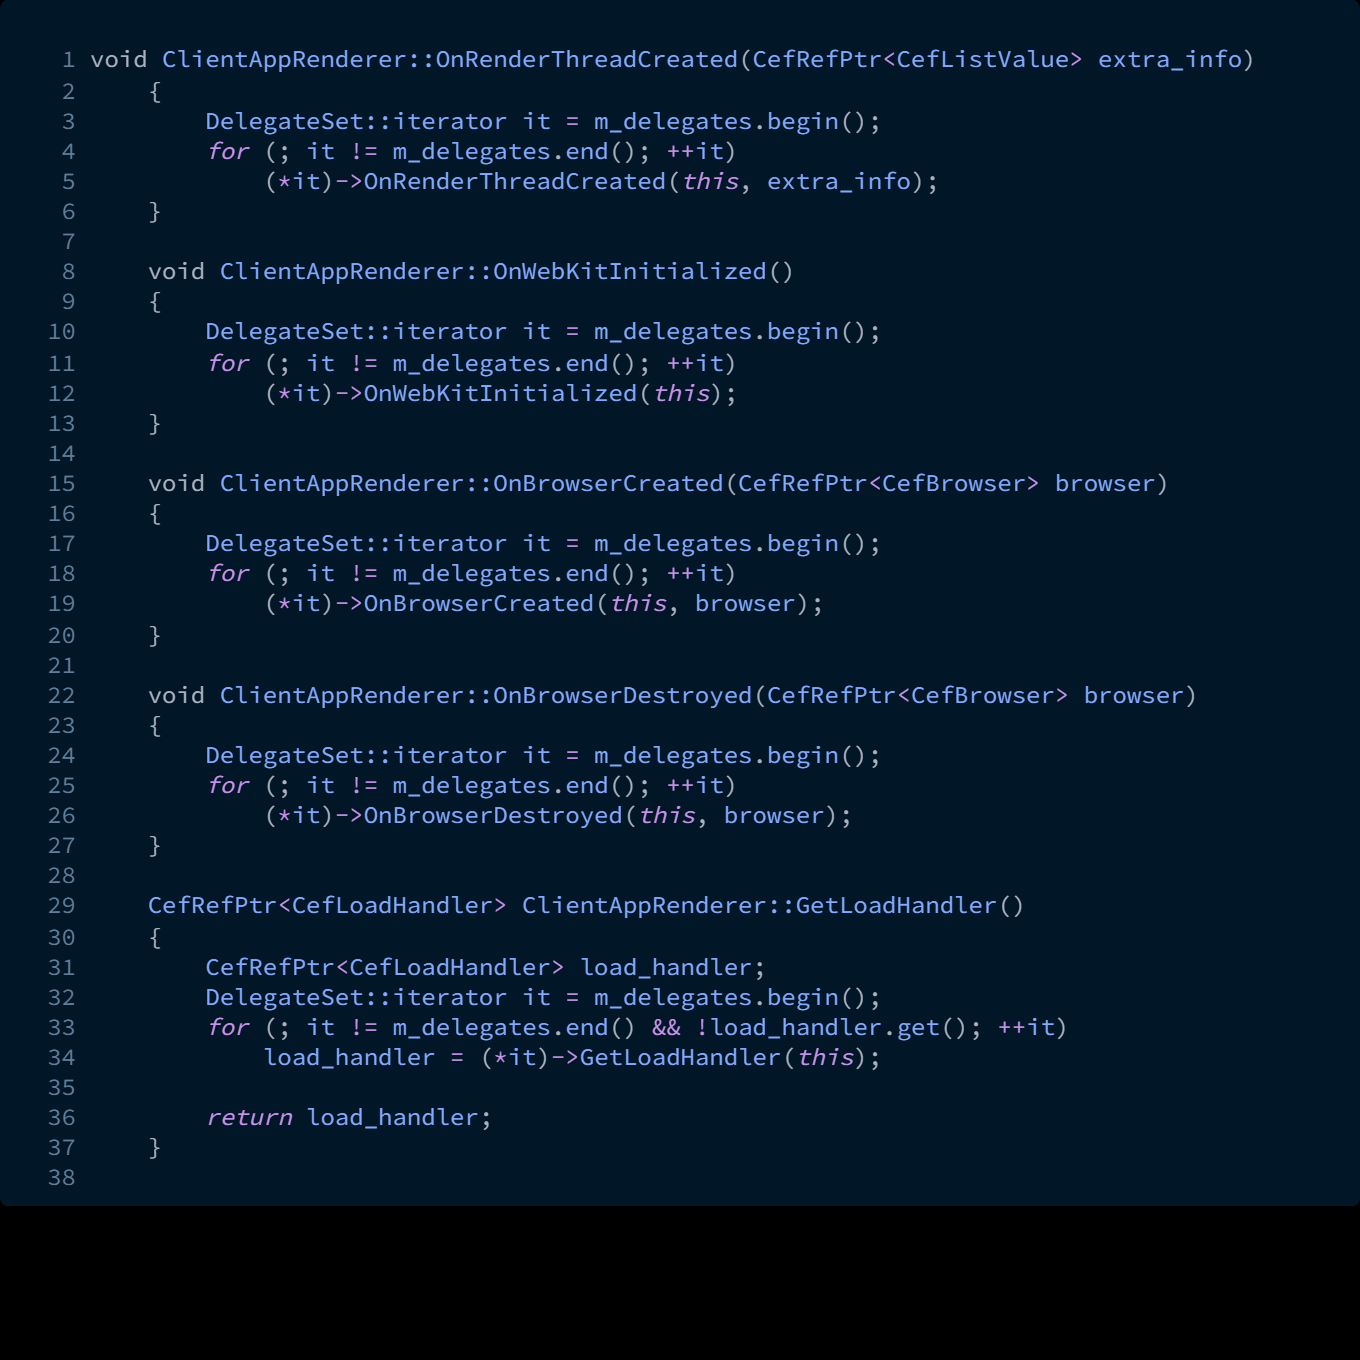 1 void ClientAppRenderer::OnRenderThreadCreated(CefRefPtr<CefListValue> extra_info)
2     {
3         DelegateSet::iterator it = m_delegates.begin();
4         for (; it != m_delegates.end(); ++it)
5             (*it)->OnRenderThreadCreated(this, extra_info);
6     }
7
8     void ClientAppRenderer::OnWebKitInitialized()
9     {
10         DelegateSet::iterator it = m_delegates.begin();
11         for (; it != m_delegates.end(); ++it)
12             (*it)->OnWebKitInitialized(this);
13     }
14
15     void ClientAppRenderer::OnBrowserCreated(CefRefPtr<CefBrowser> browser)
16     {
17         DelegateSet::iterator it = m_delegates.begin();
18         for (; it != m_delegates.end(); ++it)
19             (*it)->OnBrowserCreated(this, browser);
20     }
21
22     void ClientAppRenderer::OnBrowserDestroyed(CefRefPtr<CefBrowser> browser)
23     {
24         DelegateSet::iterator it = m_delegates.begin();
25         for (; it != m_delegates.end(); ++it)
26             (*it)->OnBrowserDestroyed(this, browser);
27     }
28
29     CefRefPtr<CefLoadHandler> ClientAppRenderer::GetLoadHandler()
30     {
31         CefRefPtr<CefLoadHandler> load_handler;
32         DelegateSet::iterator it = m_delegates.begin();
33         for (; it != m_delegates.end() && !load_handler.get(); ++it)
34             load_handler = (*it)->GetLoadHandler(this);
35
36         return load_handler;
37     }
38